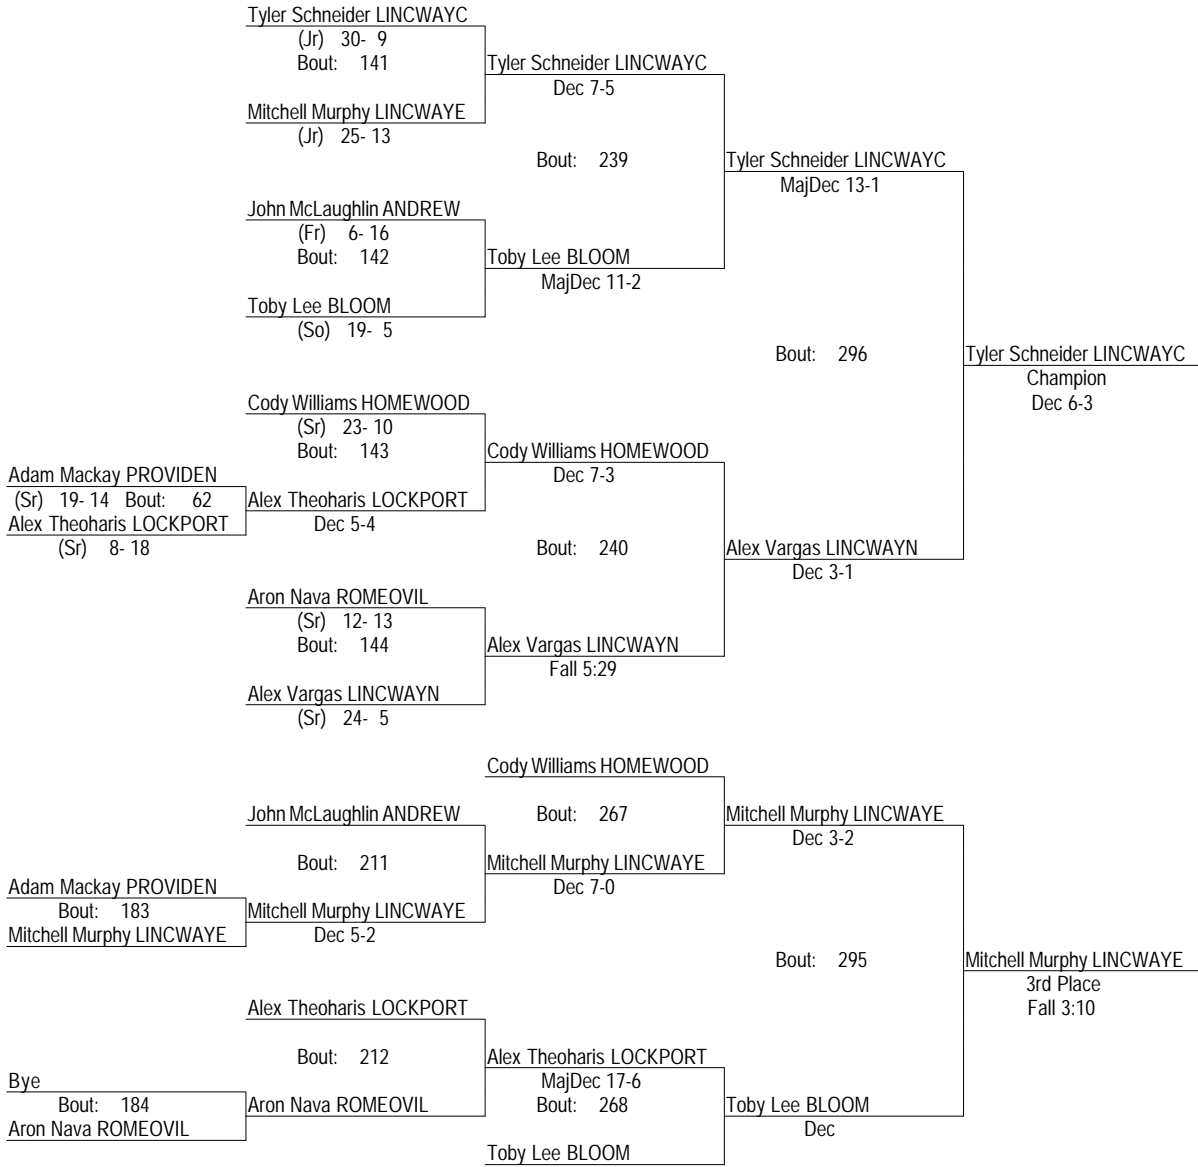 Tyler Schneider LINCWAYC
(Jr) 30- 9
Bout: 141
Tyler Schneider LINCWAYC
Dec 7-5
Mitchell Murphy LINCWAYE
(Jr) 25- 13
Bout: 239
Tyler Schneider LINCWAYC
MajDec 13-1
John McLaughlin ANDREW
(Fr) 6- 16
Bout: 142
Toby Lee BLOOM
MajDec 11-2
Toby Lee BLOOM
(So) 19- 5
Bout: 296
Tyler Schneider LINCWAYC
Champion
Dec 6-3
Cody Williams HOMEWOOD
(Sr) 23- 10
Bout: 143
Cody Williams HOMEWOOD
Dec 7-3
Adam Mackay PROVIDEN
(Sr) 19- 14 Bout: 62
Alex Theoharis LOCKPORT
(Sr) 8- 18
Alex Theoharis LOCKPORT
Dec 5-4
Bout: 240
Alex Vargas LINCWAYN
Dec 3-1
Aron Nava ROMEOVIL
(Sr) 12- 13
Bout: 144
Alex Vargas LINCWAYN
Fall 5:29
Alex Vargas LINCWAYN
(Sr) 24- 5
Cody Williams HOMEWOOD
Bout: 267
Mitchell Murphy LINCWAYE
Dec 3-2
John McLaughlin ANDREW
Bout: 211
Mitchell Murphy LINCWAYE
Dec 7-0
Adam Mackay PROVIDEN
Bout: 183
Mitchell Murphy LINCWAYE
Mitchell Murphy LINCWAYE
Dec 5-2
Bout: 295
Mitchell Murphy LINCWAYE
3rd Place
Fall 3:10
Alex Theoharis LOCKPORT
Bout: 212
Alex Theoharis LOCKPORT
MajDec 17-6
Bye
Bout: 184
Aron Nava ROMEOVIL
Aron Nava ROMEOVIL
Bout: 268
Toby Lee BLOOM
Dec
Toby Lee BLOOM